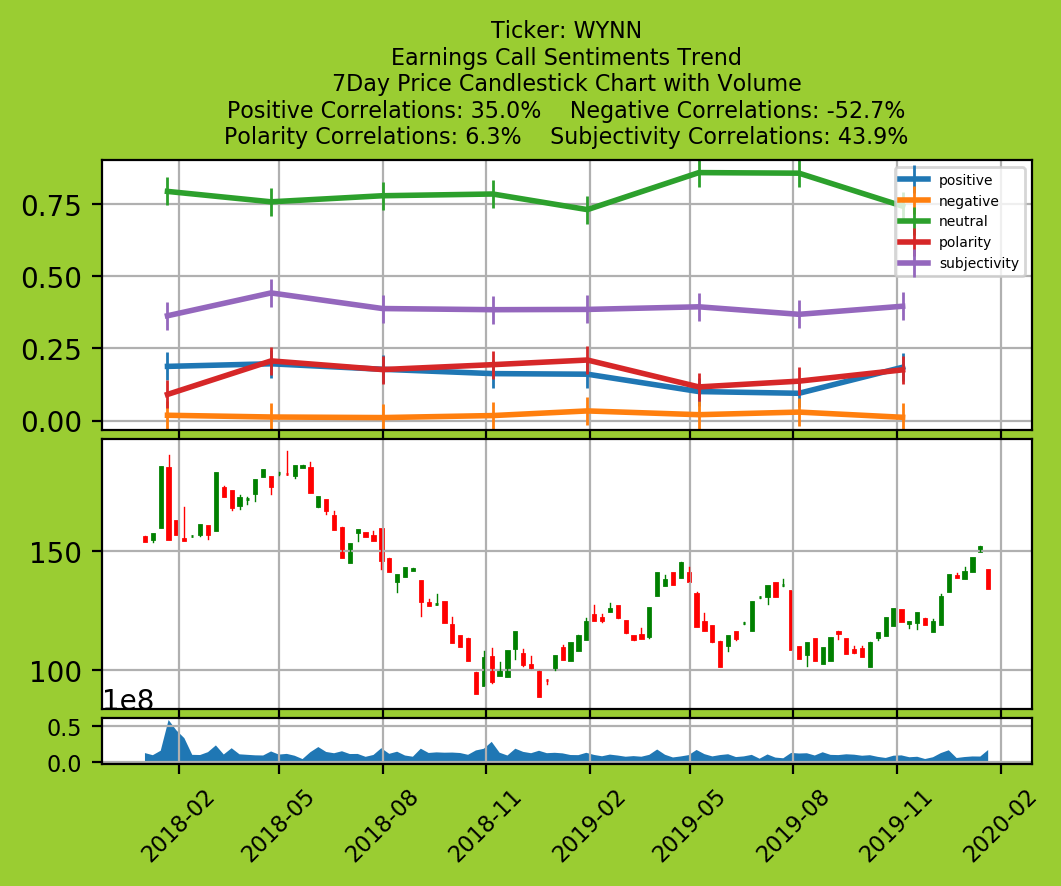 Ticker: WYNN
Earnings Call Sentiments Trend
7Day Price Candlestick Chart with Volume
Positive Correlations: 35.0%    Negative Correlations: -52.7%
Polarity Correlations: 6.3%    Subjectivity Correlations: 43.9%
0.75
0.50
0.25
0.00
positive
negative
neutral
polarity
subjectivity
150
100
1e8
0.5
0.0
2018-02
2018-05
2018-08
2018-11
2019-02
2019-05
2019-08
2019-11
2020-02